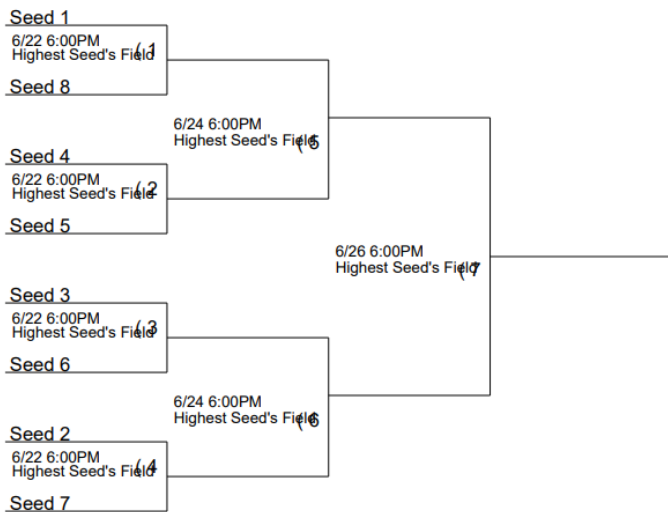 Seed 1
6/22 6:00PM
Highest Seed's Field ( 1
Seed 8
6/24 6:00PM
Highest Seed's Field ( 5
Seed 4
6/22 6:00PM
Highest Seed's Field ( 2
Seed 5
6/26 6:00PM
Highest Seed's Field ( 7
Seed 3
6/22 6:00PM
Highest Seed's Field ( 3
Seed 6
6/24 6:00PM
Highest Seed's Field ( 6
Seed 2
6/22 6:00PM
Highest Seed's Field ( 4
Seed 7